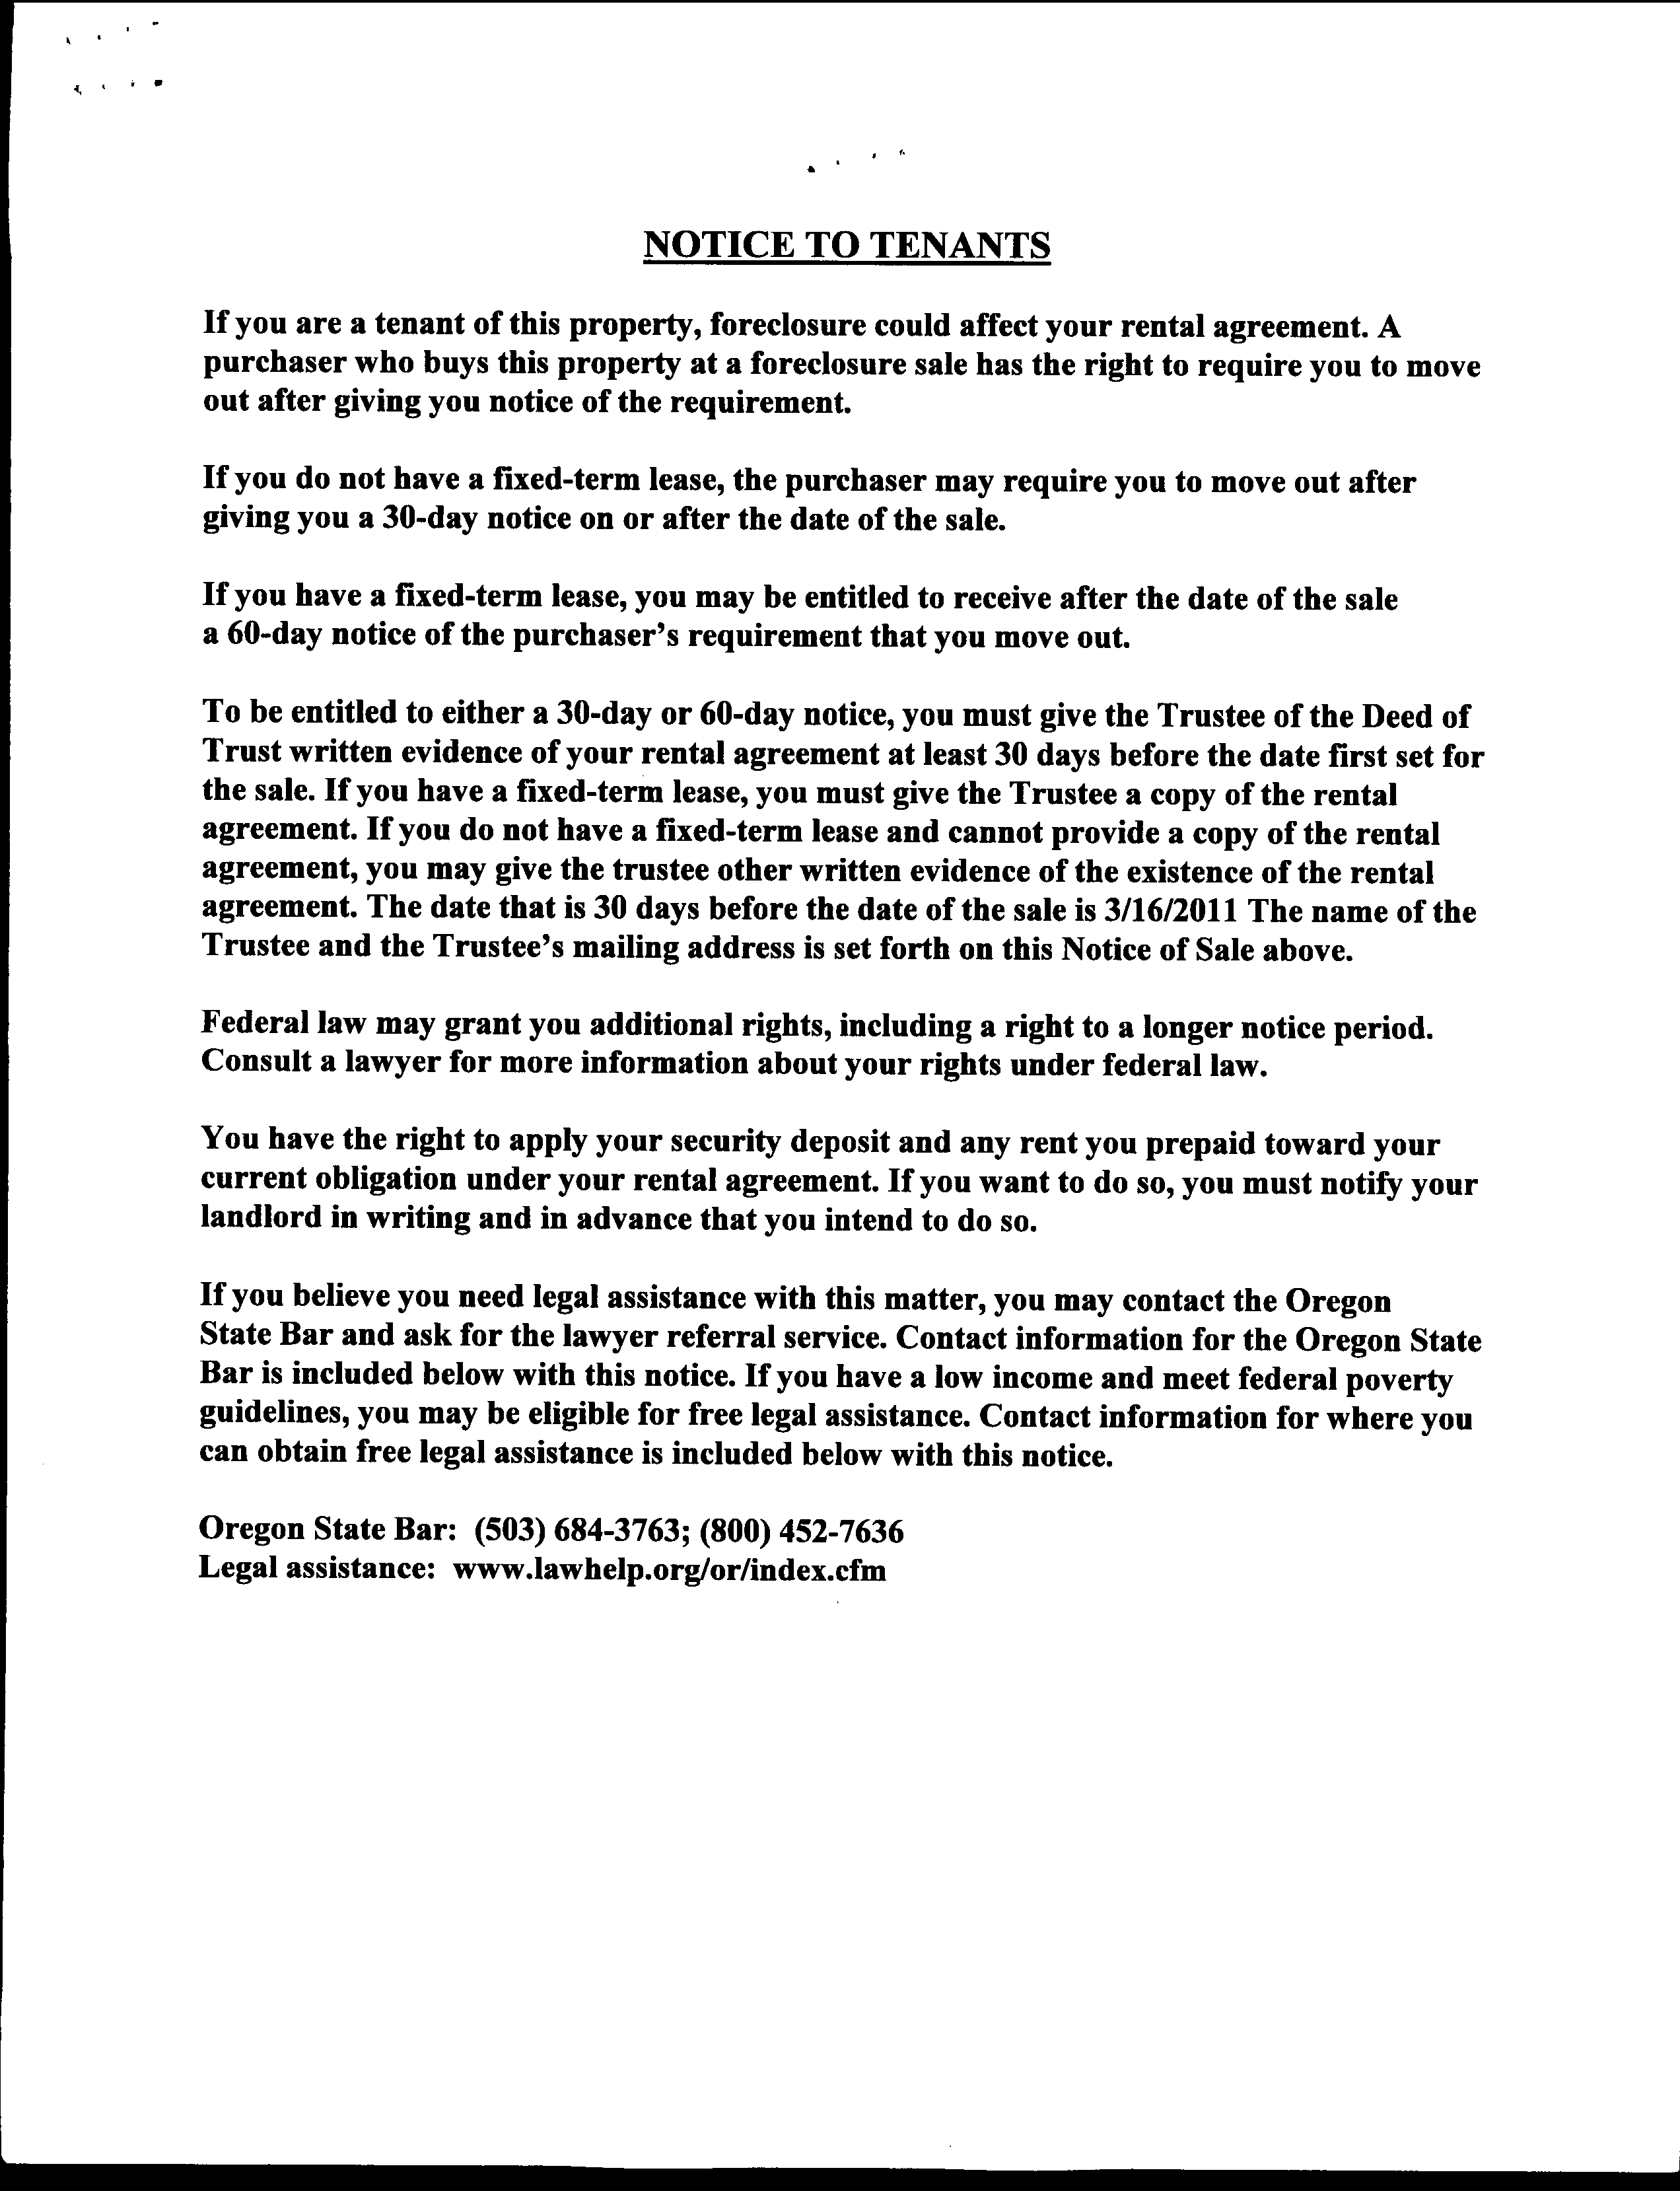 NOTICE TO TENANTS
If you are a tenant of this property, foreclosure could affect your rental agreement. A
purchaser who buys this property at a foreclosure sale has the right to require you to move
out after giving you notice of the requirement.
If you do not have a fixed-term lease, the purchaser may require you to move out after
giving you a 30-day notice on or after the date of the sale.
If you have a fixed-term lease, you may be entitled to receive after the date of the sale
a 60-day notice of the purchaser's requirement that you move out.
To be entitled to either a 30-day or 60-day notice, you must give the Trustee of the Deed of
Trust written evidence of your rental agreement at least 30 days before the date first set for
the sale. If you have a fixed-term lease, you must give the Trustee a copy of the rental
agreement. If you do not have a fixed-term lease and cannot provide a copy of the rental
agreement, you may give the trustee other written evidence of the existence of the rental
agreement. The date that is 30 days before the date of the sale is 3/16/2011 The name of the
Trustee and the Trustee's mailing address is set forth on this Notice of Sale above.
Federal law may grant you additional rights, including a right to a longer notice period.
Consult a lawyer for more information about your rights under federal law.
You have the right to apply your security deposit and any rent you prepaid toward your
current obligation under your rental agreement. If you want to do so, you must notify your
landlord in writing and in advance that you intend to do so.
If you believe you need legal assistance with this matter, you may contact the Oregon
State Bar and ask for the lawyer referral service. Contact information for the Oregon State
Bar is included below with this notice. If you have a low income and meet federal poverty
guidelines, you may be eligible for free legal assistance. Contact information for where you
can obtain free legal assistance is included below with this notice.
Oregon State Bar: (503) 684-3763; (800) 452-7636
Legal assistance: www.lawhelp.org/or/index.cfm